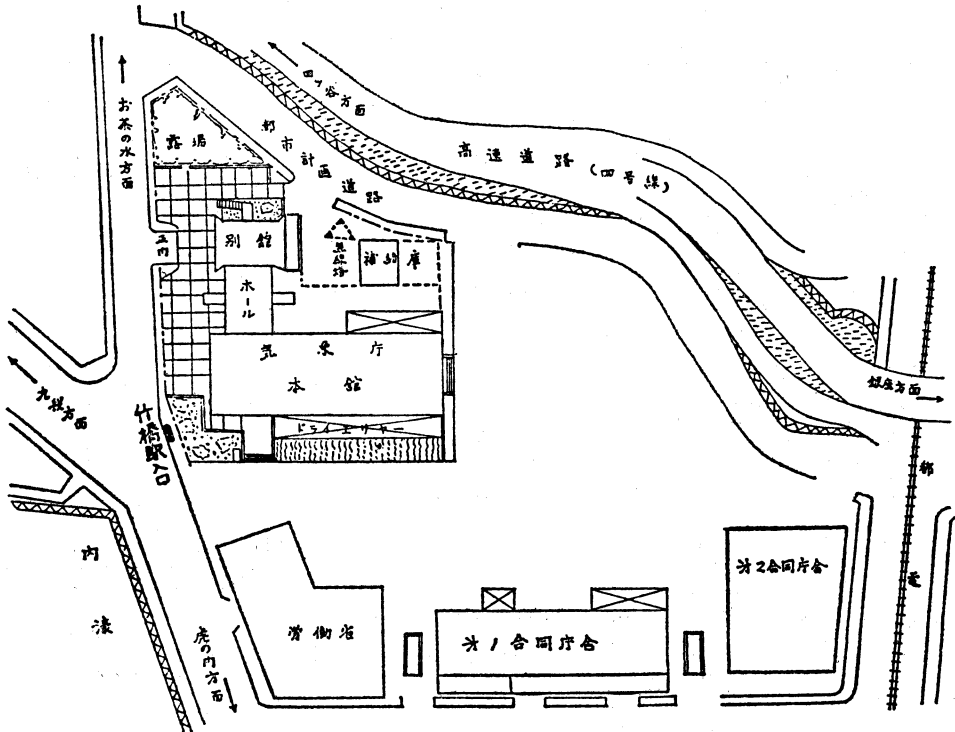 四ッ谷方面
お茶の水方面
露場
都市計画道路
高速道路(四号線)
正門
別館
無線塔
補給庫
ホール
気象庁
本館
ドライエリヤー
九段方面
竹橋駅入口
銀座方面
都電
内濠
虎の門方面
労働省
才1合同庁舎
才2合同庁舎